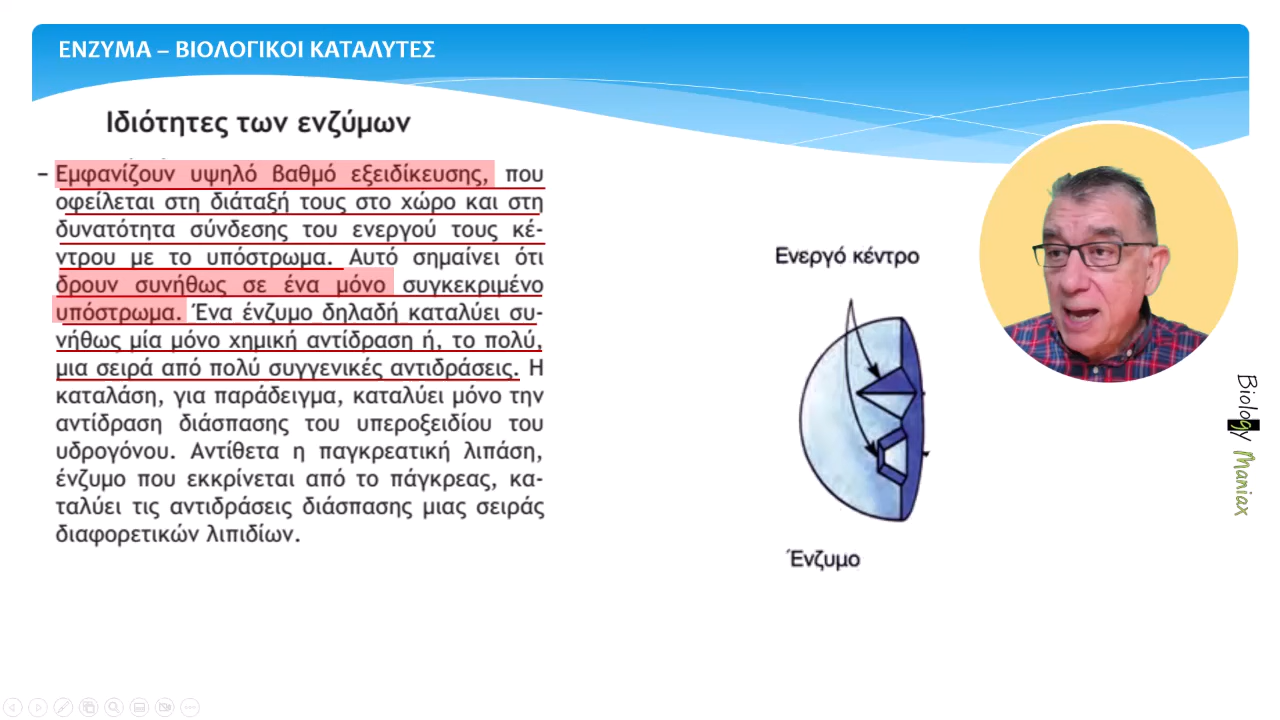 ΕΝΖΥΜΑ – ΒΙΟΛΟΓΙΚΟΙ ΚΑΤΑΛΥΤΕΣ
Ιδιότητες των ενζύμων
– Εμφανίζουν υψηλό βαθμό εξειδίκευσης, που
οφείλεται στη διάταξή τους στο χώρο και στη
δυνατότητα σύνδεσης του ενεργού τους κέ-
ντρου με το υπόστρωμα. Αυτό σημαίνει ότι
δρουν συνήθως σε ένα μόνο συγκεκριμένο
υπόστρωμα. Ένα ένζυμο δηλαδή καταλύει συ-
νήθως μία μόνο χημική αντίδραση ή, το πολύ,
μια σειρά από πολύ συγγενικές αντιδράσεις. Η
καταλάση, για παράδειγμα, καταλύει μόνο την
αντίδραση διάσπασης του υπεροξειδίου του
υδρογόνου. Αντίθετα η παγκρεατική λιπάση,
ένζυμο που εκκρίνεται από το πάγκρεας, κα-
ταλύει τις αντιδράσεις διάσπασης μιας σειράς
διαφορετικών λιπιδίων.
Ενεργό κέντρο
Ένζυμο
Biology Maniax